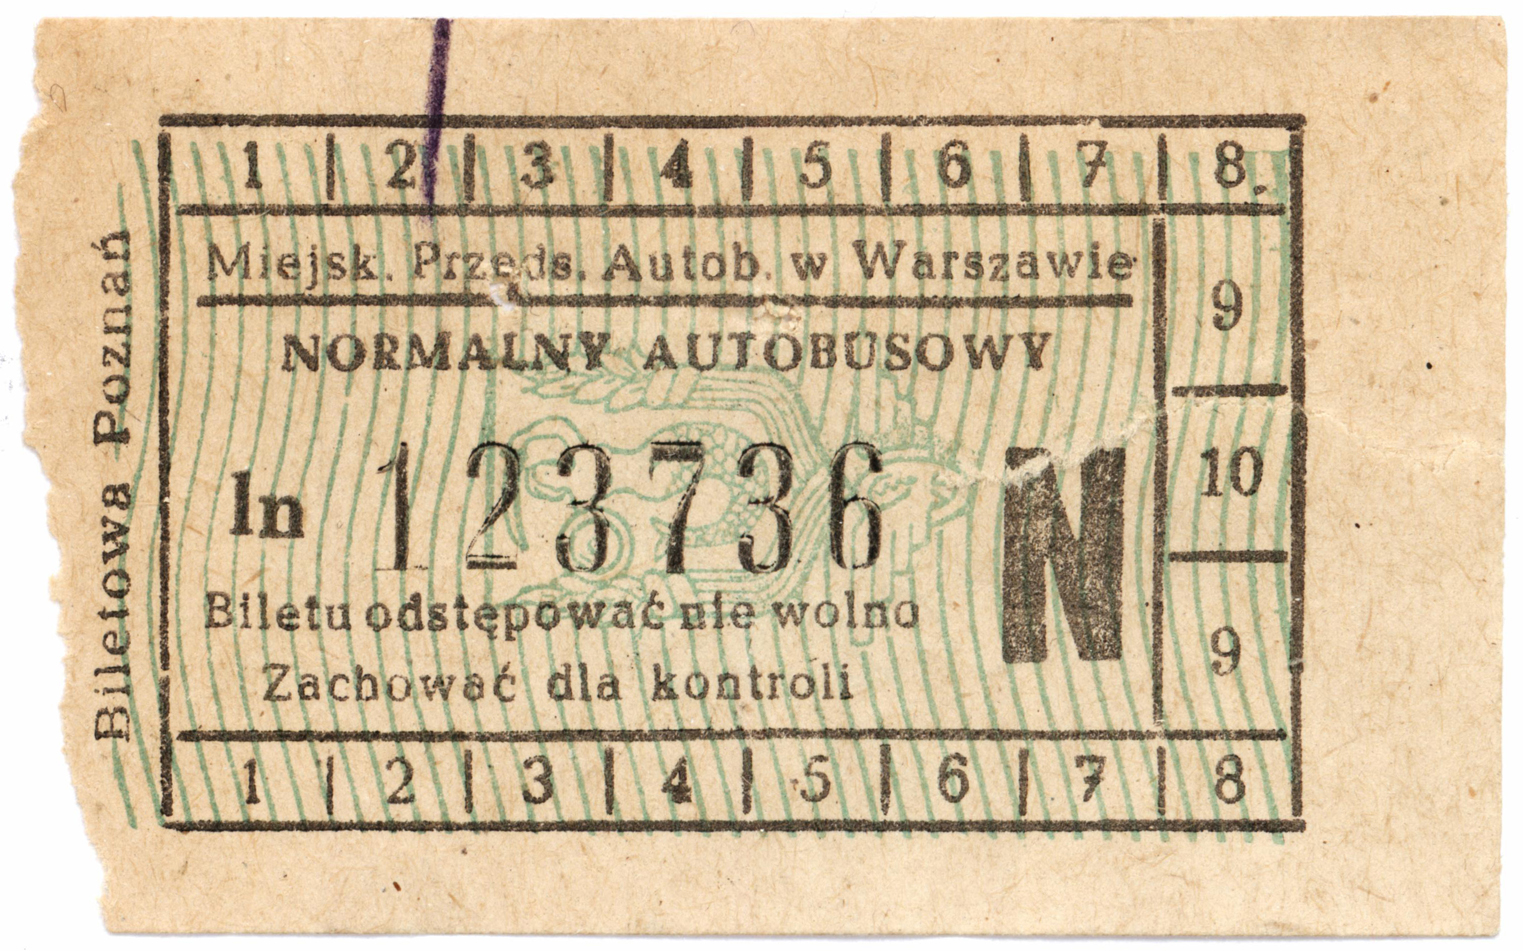 1 | 2 | 3 | 4 | 5 | 6 | 7 | 8
Miejsk. Przeds. Autob. w Warszawie
NORMALNY AUTOBUSOWY
In 123736 N
Biletu odstępować nie wolno
Zachować dla kontroli
9
10
9
1 | 2 | 3 | 4 | 5 | 6 | 7 | 8
Biletowa Poznań